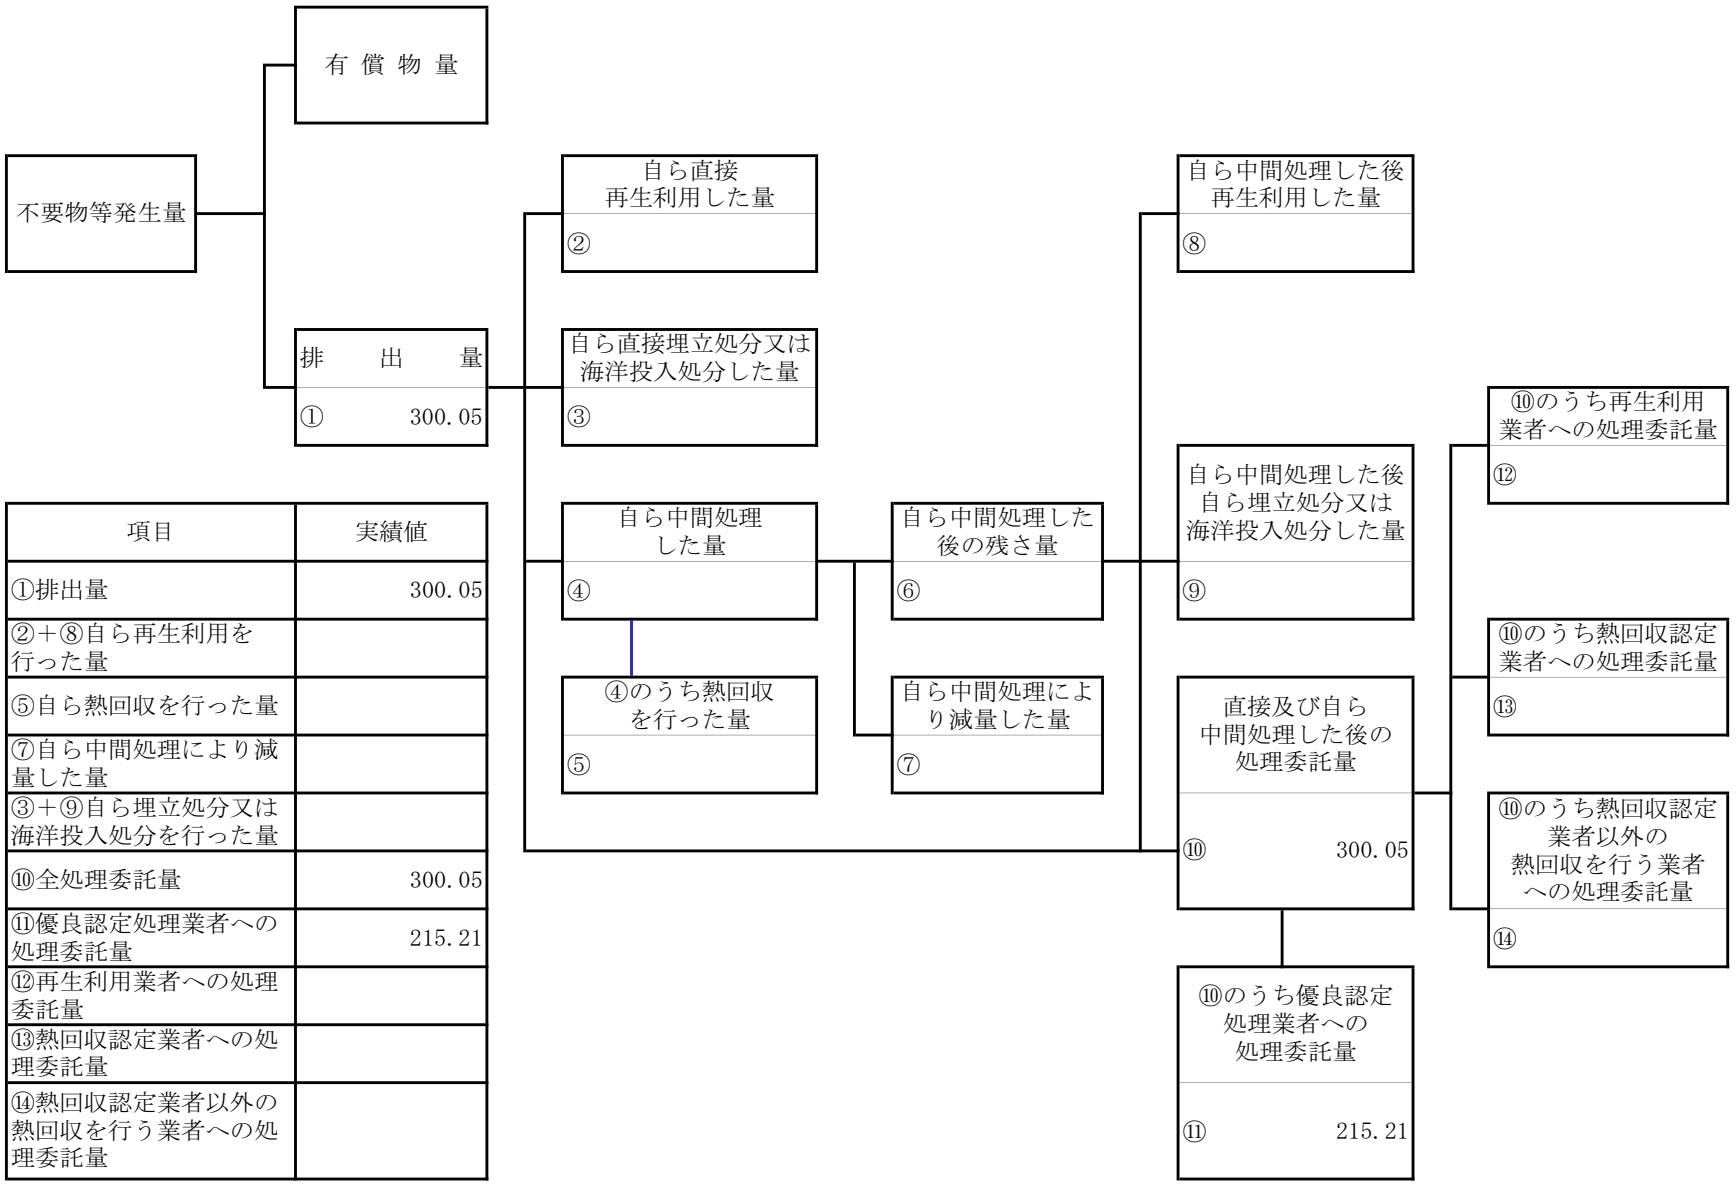 有償物量
不要物等発生量
自ら直接
再生利用した量
②
自ら中間処理した後
再生利用した量
⑧
排出量
① 300.05
自ら直接埋立処分又は
海洋投入処分した量
③
⑩のうち再生利用
業者への処理委託量
⑫
自ら中間処理
した量
④
自ら中間処理した
後の残さ量
⑥
自ら中間処理した後
自ら埋立処分又は
海洋投入処分した量
⑨
⑩のうち熱回収認定
業者への処理委託量
⑬
④のうち熱回収
を行った量
⑤
自ら中間処理によ
り減量した量
⑦
直接及び自ら
中間処理した後の
処理委託量
⑩ 300.05
⑩のうち熱回収認定
業者以外の
熱回収を行う業者
への処理委託量
⑭
⑩のうち優良認定
処理業者への
処理委託量
⑪ 215.21
項目 実績値
①排出量 300.05
②+⑧自ら再生利用を
行った量
⑤自ら熱回収を行った量
⑦自ら中間処理により減
量した量
③+⑨自ら埋立処分又は
海洋投入処分を行った量
⑩全処理委託量 300.05
⑪優良認定処理業者への
処理委託量 215.21
⑫再生利用業者への処理
委託量
⑬熱回収認定業者への処
理委託量
⑭熱回収認定業者以外の
熱回収を行う業者への処
理委託量